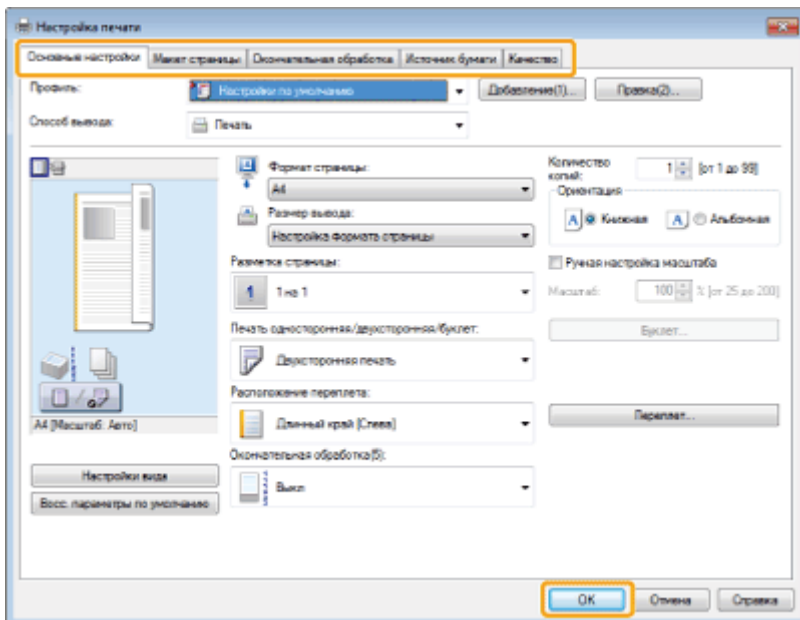 Настройка печати
Основные настройки Макет страницы Окончательная обработка Источник бумаги Качество
Профиль: Настройки по умолчанию Добавление(1)... Правка(2)...
Способ вывода: Печать
Формат страницы:
A4
Размер вывода:
Настройка формата страницы
Разметка страницы:
1 1 на 1
Печать односторонняя/двухсторонняя/буклет:
Двухсторонняя печать
Расположение переплета:
Длинный край [Слева]
Окончательная обработка(5):
Выкл
Количество копий: 1 [от 1 до 99]
Ориентация
A Книжная A Альбомная
Ручная настройка масштаба
Масштаб: 100 % [от 25 до 200]
Буклет...
Переплет...
A4 [Масштаб: Авто]
Настройки вида
Восс. параметры по умолчанию
OK Отмена Справка